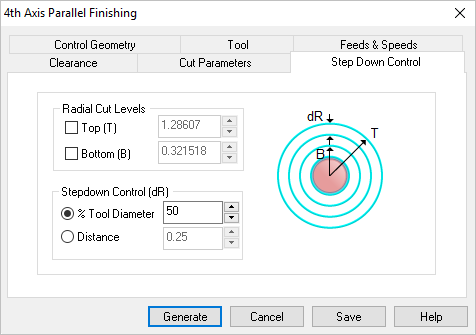 4th Axis Parallel Finishing
Control Geometry Tool Feeds & Speeds
Clearance Cut Parameters Step Down Control
Radial Cut Levels
Top (T) 1.28607
Bottom (B) 0.321518
Stepdown Control (dR)
% Tool Diameter 50
Distance 0.25
dR
T
B
Generate Cancel Save Help